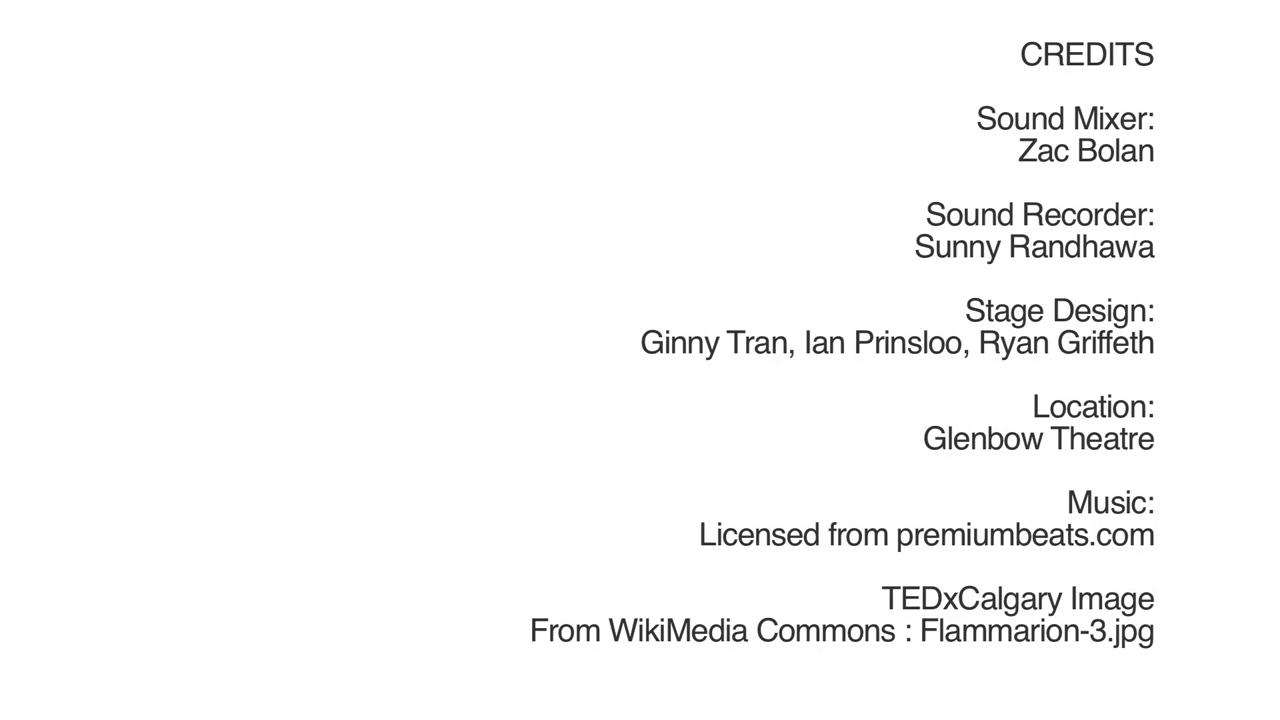 CREDITS
Sound Mixer:
Zac Bolan
Sound Recorder:
Sunny Randhawa
Stage Design:
Ginny Tran, Ian Prinsloo, Ryan Griffeth
Location:
Glenbow Theatre
Music:
Licensed from premiumbeats.com
TEDxCalgary Image
From WikiMedia Commons : Flammarion-3.jpg